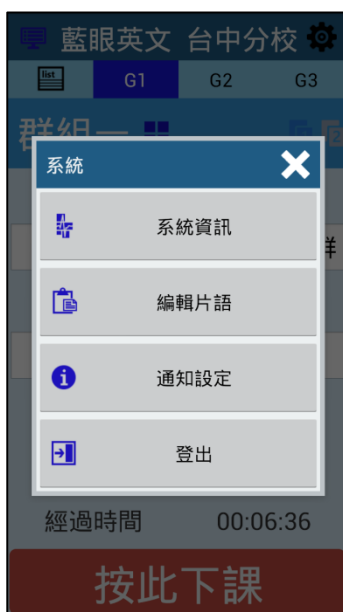 藍眼英文 台中分校
list G1 G2 G3
群組一
系統
系統資訊
群
編輯片語
通知設定
登出
經過時間 00:06:36
按此下課